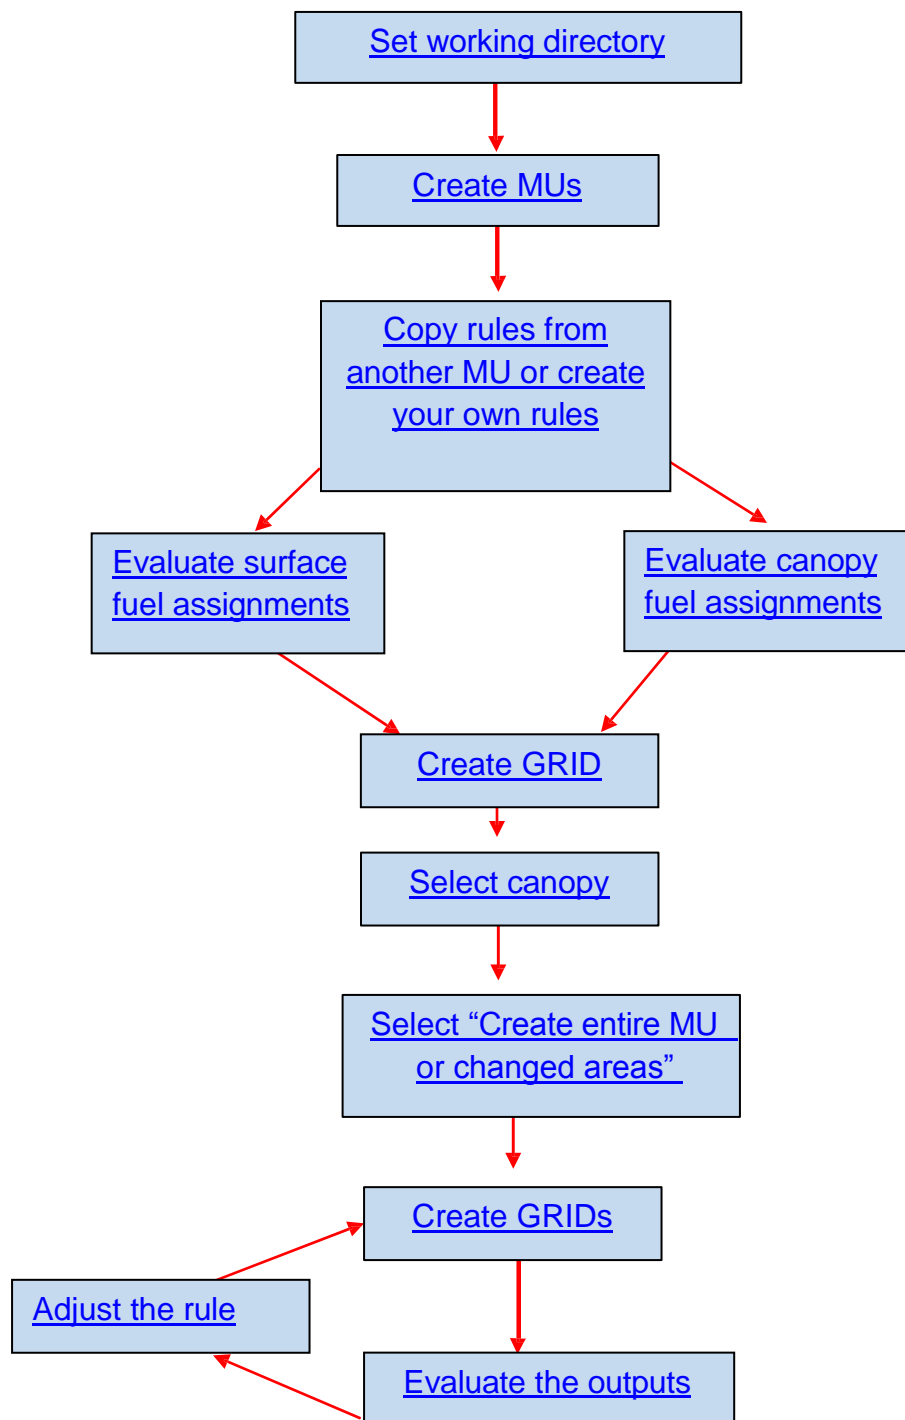 Set working directory
Create MUs
Copy rules from
another MU or create
your own rules
Evaluate surface
fuel assignments
Evaluate canopy
fuel assignments
Create GRID
Select canopy
Select “Create entire MU
or changed areas”
Create GRIDs
Adjust the rule
Evaluate the outputs